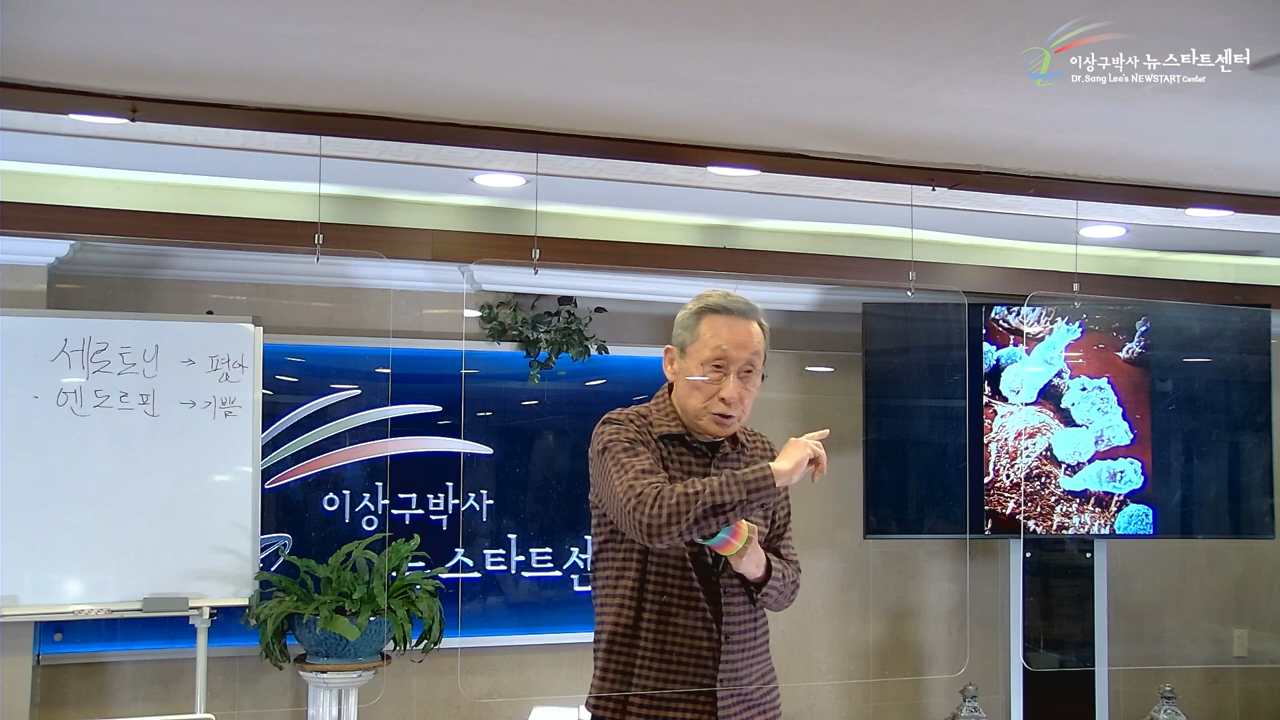 이상구박사 뉴스타트센터
Dr. Sang Lee's NEWSTART Center
· 세로토닌 → 평안
· 엔도르핀 → 기쁨
이상구박사
뉴스타트센